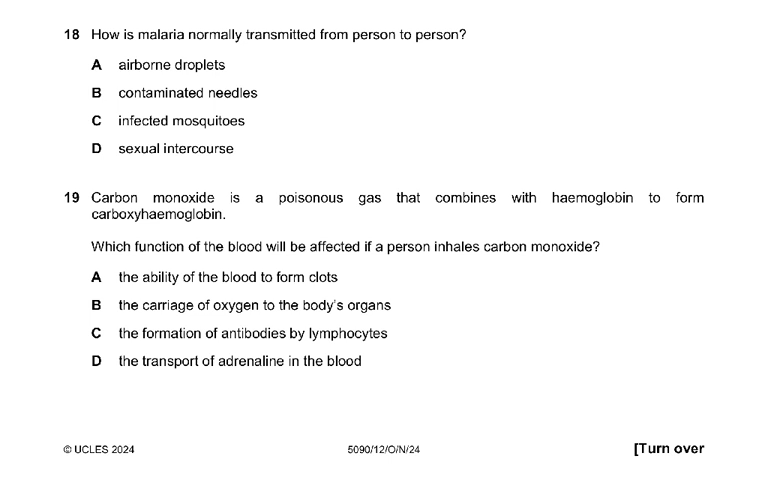 18 How is malaria normally transmitted from person to person?
A airborne droplets
B contaminated needles
C infected mosquitoes
D sexual intercourse
19 Carbon monoxide is a poisonous gas that combines with haemoglobin to form
carboxyhaemoglobin.
Which function of the blood will be affected if a person inhales carbon monoxide?
A the ability of the blood to form clots
B the carriage of oxygen to the body's organs
C the formation of antibodies by lymphocytes
D the transport of adrenaline in the blood
© UCLES 2024 5090/12/O/N/24 [Turn over